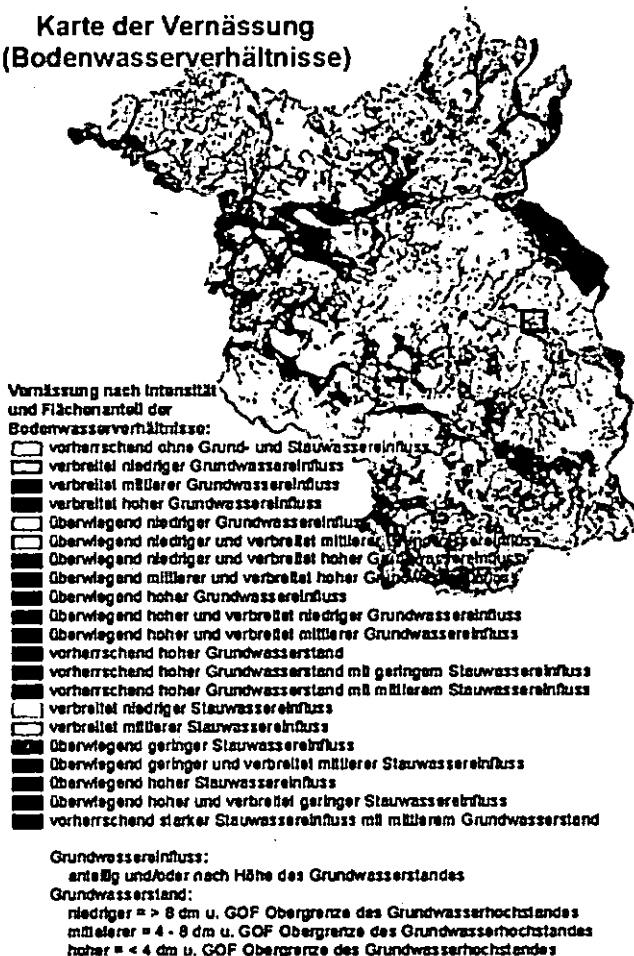 Karte der Vernässung
(Bodenwasserverhältnisse)
Vernässung nach Intensität
und Flächenanteil der
Bodenwasserverhältnisse:
vorherrschend ohne Grund- und Stauwassereinfluss
verbreitet niedriger Grundwassereinfluss
verbreitet mittlerer Grundwassereinfluss
verbreitet hoher Grundwassereinfluss
überwiegend niedriger Grundwassereinfluss
überwiegend niedriger und verbreitet mittlerer Grundwassereinfluss
überwiegend niedriger und verbreitet hoher Grundwassereinfluss
überwiegend mittlerer und verbreitet hoher Grundwassereinfluss
überwiegend hoher Grundwassereinfluss
überwiegend hoher und verbreitet niedriger Grundwassereinfluss
überwiegend hoher und verbreitet mittlerer Grundwassereinfluss
vorherrschend hoher Grundwasserstand
vorherrschend hoher Grundwasserstand mit geringem Stauwassereinfluss
vorherrschend hoher Grundwasserstand mit mittlerem Stauwassereinfluss
verbreitet niedriger Stauwassereinfluss
verbreitet mittlerer Stauwassereinfluss
überwiegend geringer Stauwassereinfluss
überwiegend geringer und verbreitet mittlerer Stauwassereinfluss
überwiegend hoher Stauwassereinfluss
überwiegend hoher und verbreitet geringer Stauwassereinfluss
vorherrschend starker Stauwassereinfluss mit mittlerem Grundwasserstand
Grundwassereinfluss:
anteilig und/oder nach Höhe des Grundwasserstandes
Grundwasserstand:
niedriger = > 8 dm u. GOF Obergrenze des Grundwasserhochstandes
mittelerer = 4 - 8 dm u. GOF Obergrenze des Grundwasserhochstandes
hoher = < 4 dm u. GOF Obergrenze des Grundwasserhochstandes